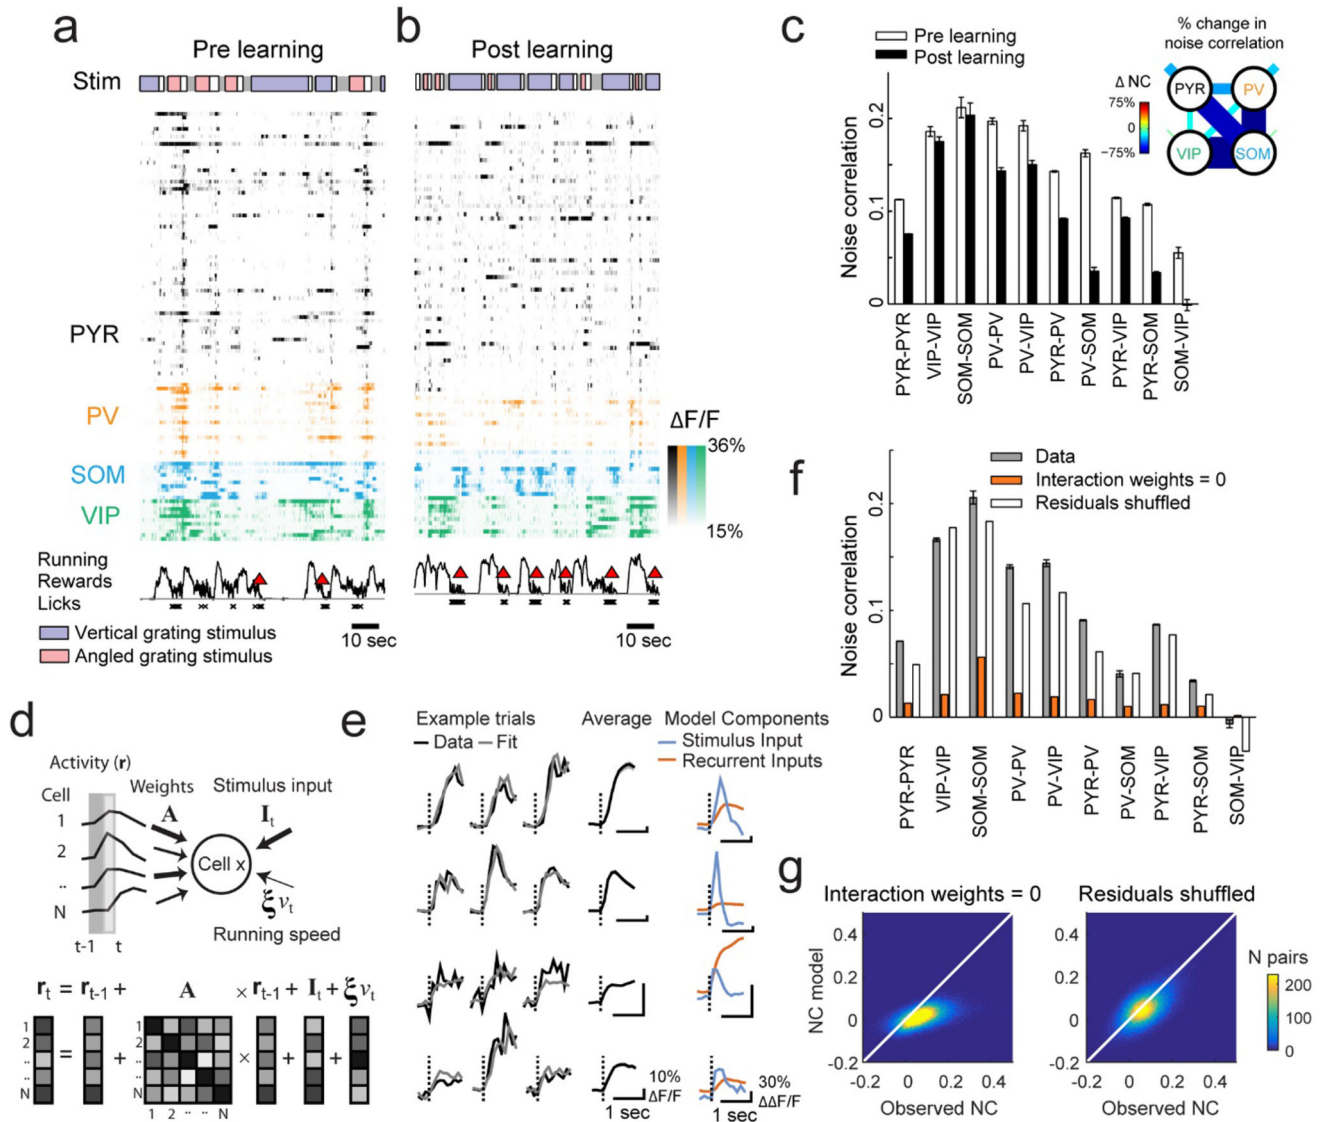 a
Pre learning
Stim
PYR
PV
SOM
VIP
Running
Rewards
Licks
10 sec
Vertical grating stimulus
Angled grating stimulus
b
Post learning
ΔF/F
36%
15%
10 sec
c
Pre learning
Post learning
Noise correlation
0.2
0.1
0
PYR-PYR
VIP-VIP
SOM-SOM
PV-PV
PV-VIP
PYR-PV
PV-SOM
PYR-VIP
PYR-SOM
SOM-VIP
% change in
noise correlation
Δ NC
75%
0
-75%
PYR
PV
VIP
SOM
d
Activity (r)
Cell
1
2
..
N
t-1 t
Weights
A
Stimulus input
I_t
Cell x
ξv_t
Running speed
r_t = r_t-1 + A × r_t-1 + I_t + ξv_t
1
2
..
..
N
= + × + +
1
2
..
..
N
1 2 .. .. N
e
Example trials
Data Fit
Average
Model Components
Stimulus Input
Recurrent Inputs
10%
ΔF/F
1 sec
30%
ΔΔF/F
1 sec
f
Data
Interaction weights = 0
Residuals shuffled
Noise correlation
0.2
0.1
0
PYR-PYR
VIP-VIP
SOM-SOM
PV-PV
PV-VIP
PYR-PV
PV-SOM
PYR-VIP
PYR-SOM
SOM-VIP
g
Interaction weights = 0
NC model
0.4
0.2
0
-0.2
-0.2 0 0.2 0.4
Observed NC
Residuals shuffled
0.4
0.2
0
-0.2
-0.2 0 0.2 0.4
Observed NC
N pairs
200
100
0